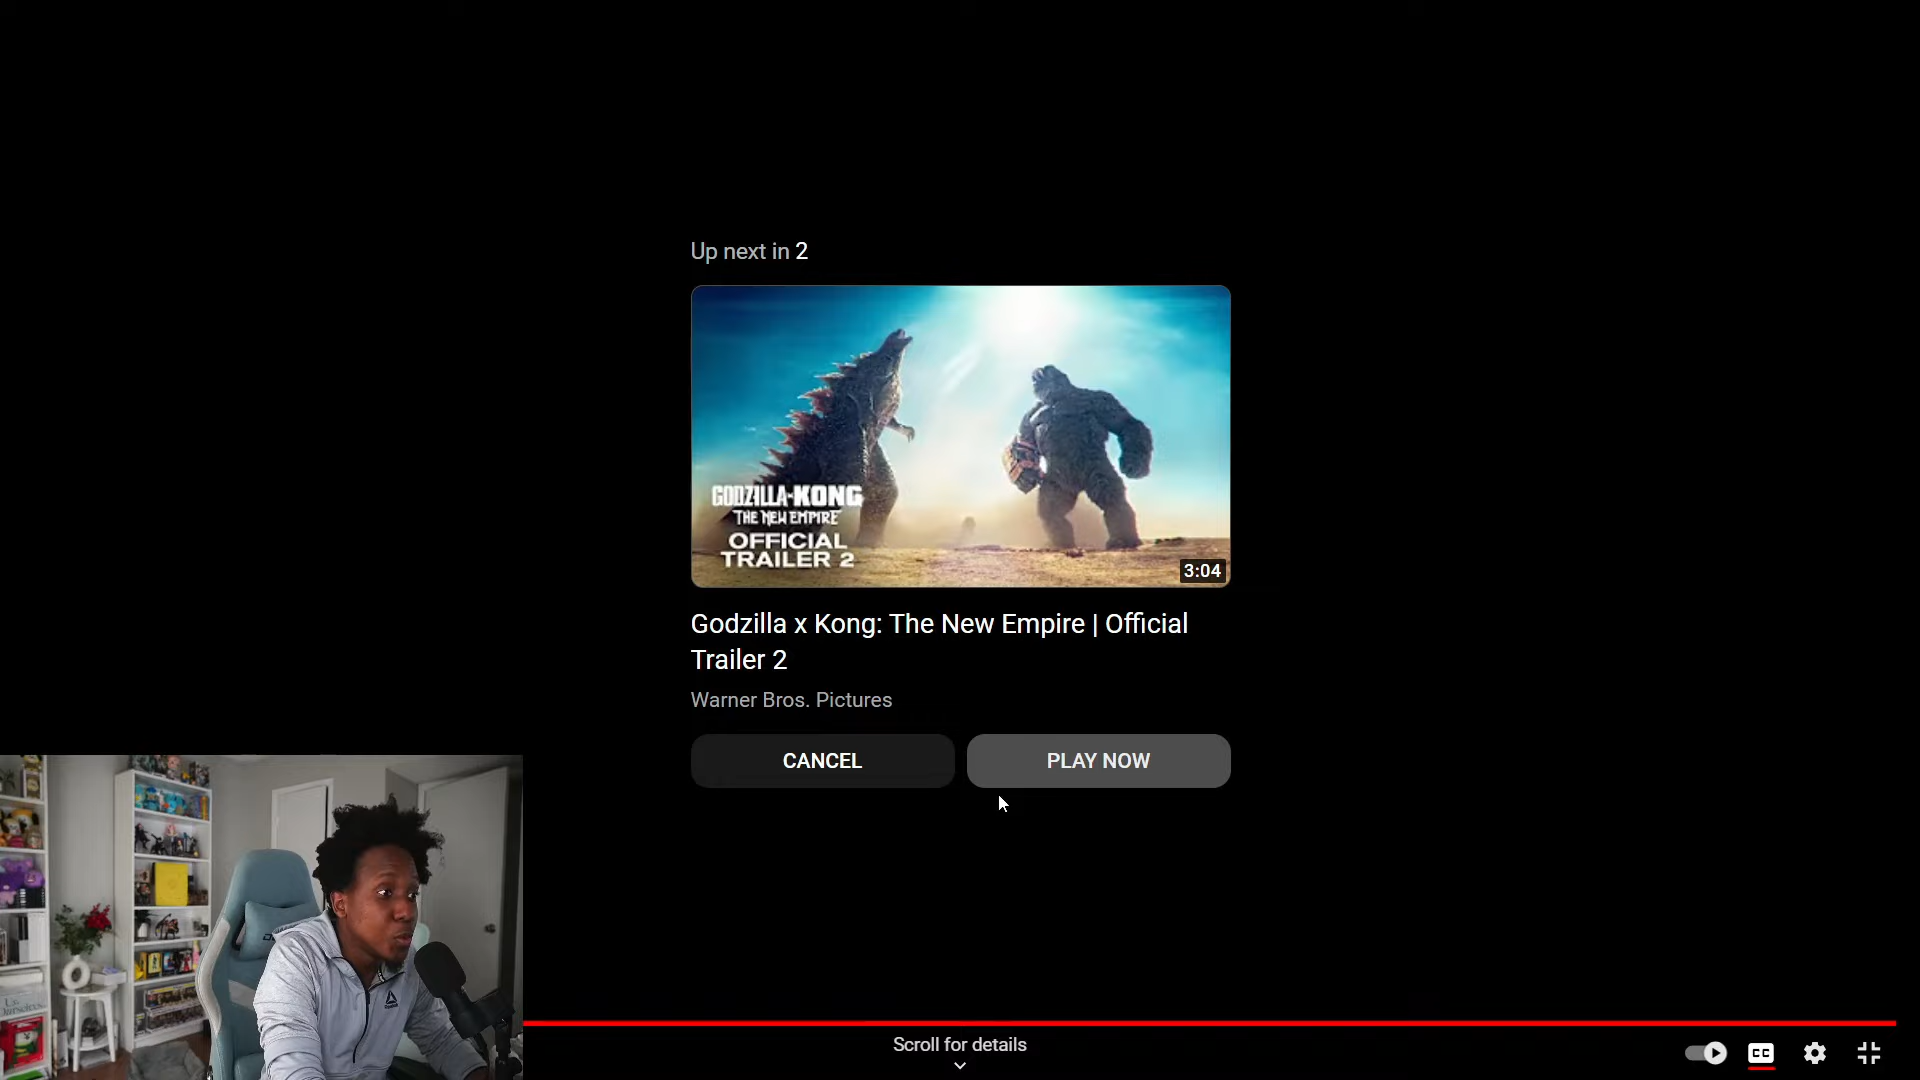 Up next in 2
GODZILLA x KONG
THE NEW EMPIRE
OFFICIAL
TRAILER 2
3:04
Godzilla x Kong: The New Empire | Official
Trailer 2
Warner Bros. Pictures
CANCEL
PLAY NOW
Scroll for details
CC